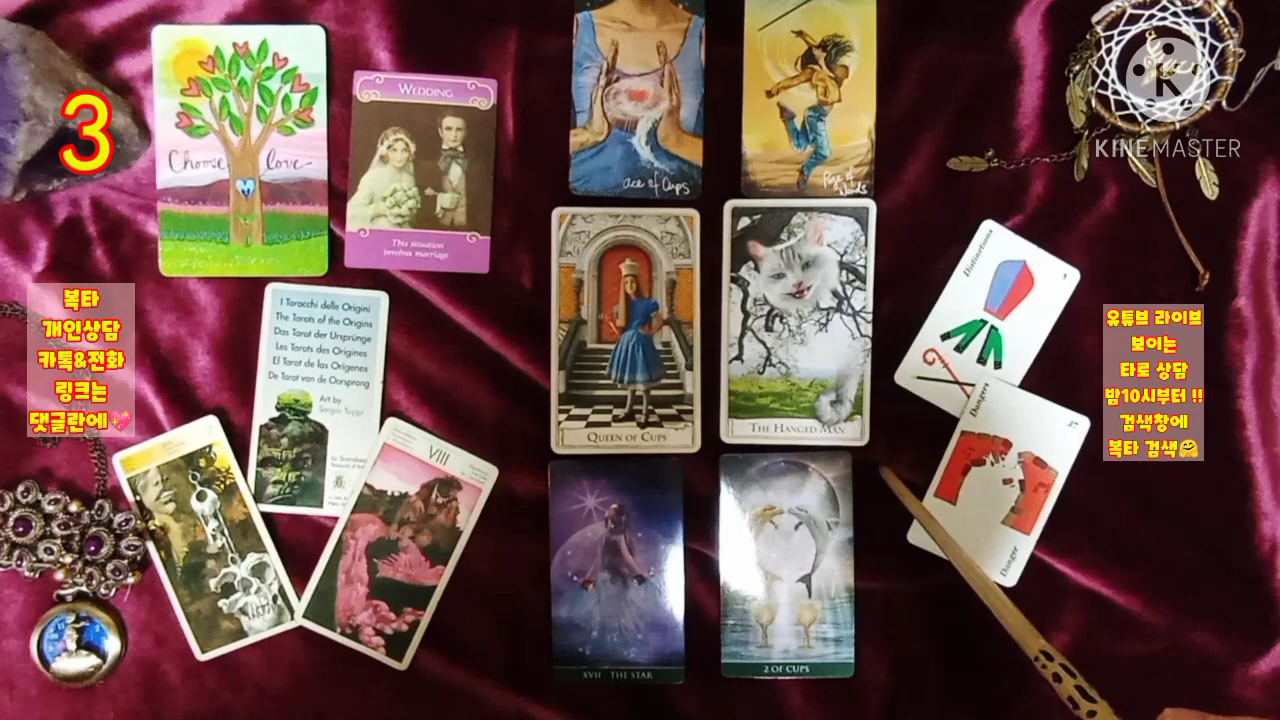 3
Choose love
WEDDING
This situation
involves marriage
ace of Cups
Page of
Wands
KINEMASTER
복타
개인상담
카톡&전화
링크는
댓글란에💖
I Tarocchi delle Origini
The Tarots of the Origins
Das Tarot der Ursprünge
Les Tarots des Origines
El Tarot de los Orígenes
De Tarot van de Oorsprong
Art by
Sergio Toppi
VIII
QUEEN OF CUPS
THE HANGED MAN
XVII THE STAR
2 OF CUPS
Distinctions
Dangers
Danger
유튜브 라이브
보이는
타로 상담
밤10시부터 !!
검색창에
복타 검색🤗